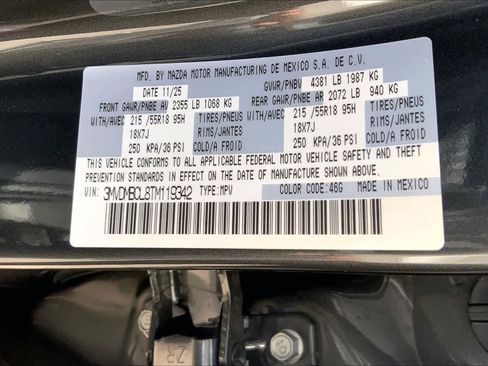 MFD. BY MAZDA MOTOR MANUFACTURING DE MEXICO S.A. DE C.V.
DATE 11/25 GVWR/PNBV 4381 LB 1987 KG
FRONT GAWR/PNBE AV 2355 LB 1068 KG REAR GAWR/PNBE AR 2072 LB 940 KG
WITH/AVEC 215 /55R18 95H TIRES/PNEUS WITH/AVEC 215 /55R18 95H TIRES/PNEUS
18X7J RIMS/JANTES 18X7J RIMS/JANTES
250 KPA/36 PSI COLD/A FROID 250 KPA/36 PSI COLD/A FROID
THIS VEHICLE CONFORMS TO ALL APPLICABLE FEDERAL MOTOR VEHICLE SAFETY AND THEFT
PREVENTION STANDARDS IN EFFECT ON THE DATE OF MANUFACTURE SHOWN ABOVE.
VIN: 3MVDMBCL8TM119342 TYPE: MPV COLOR CODE: 46G MADE IN MEXICO
ZR